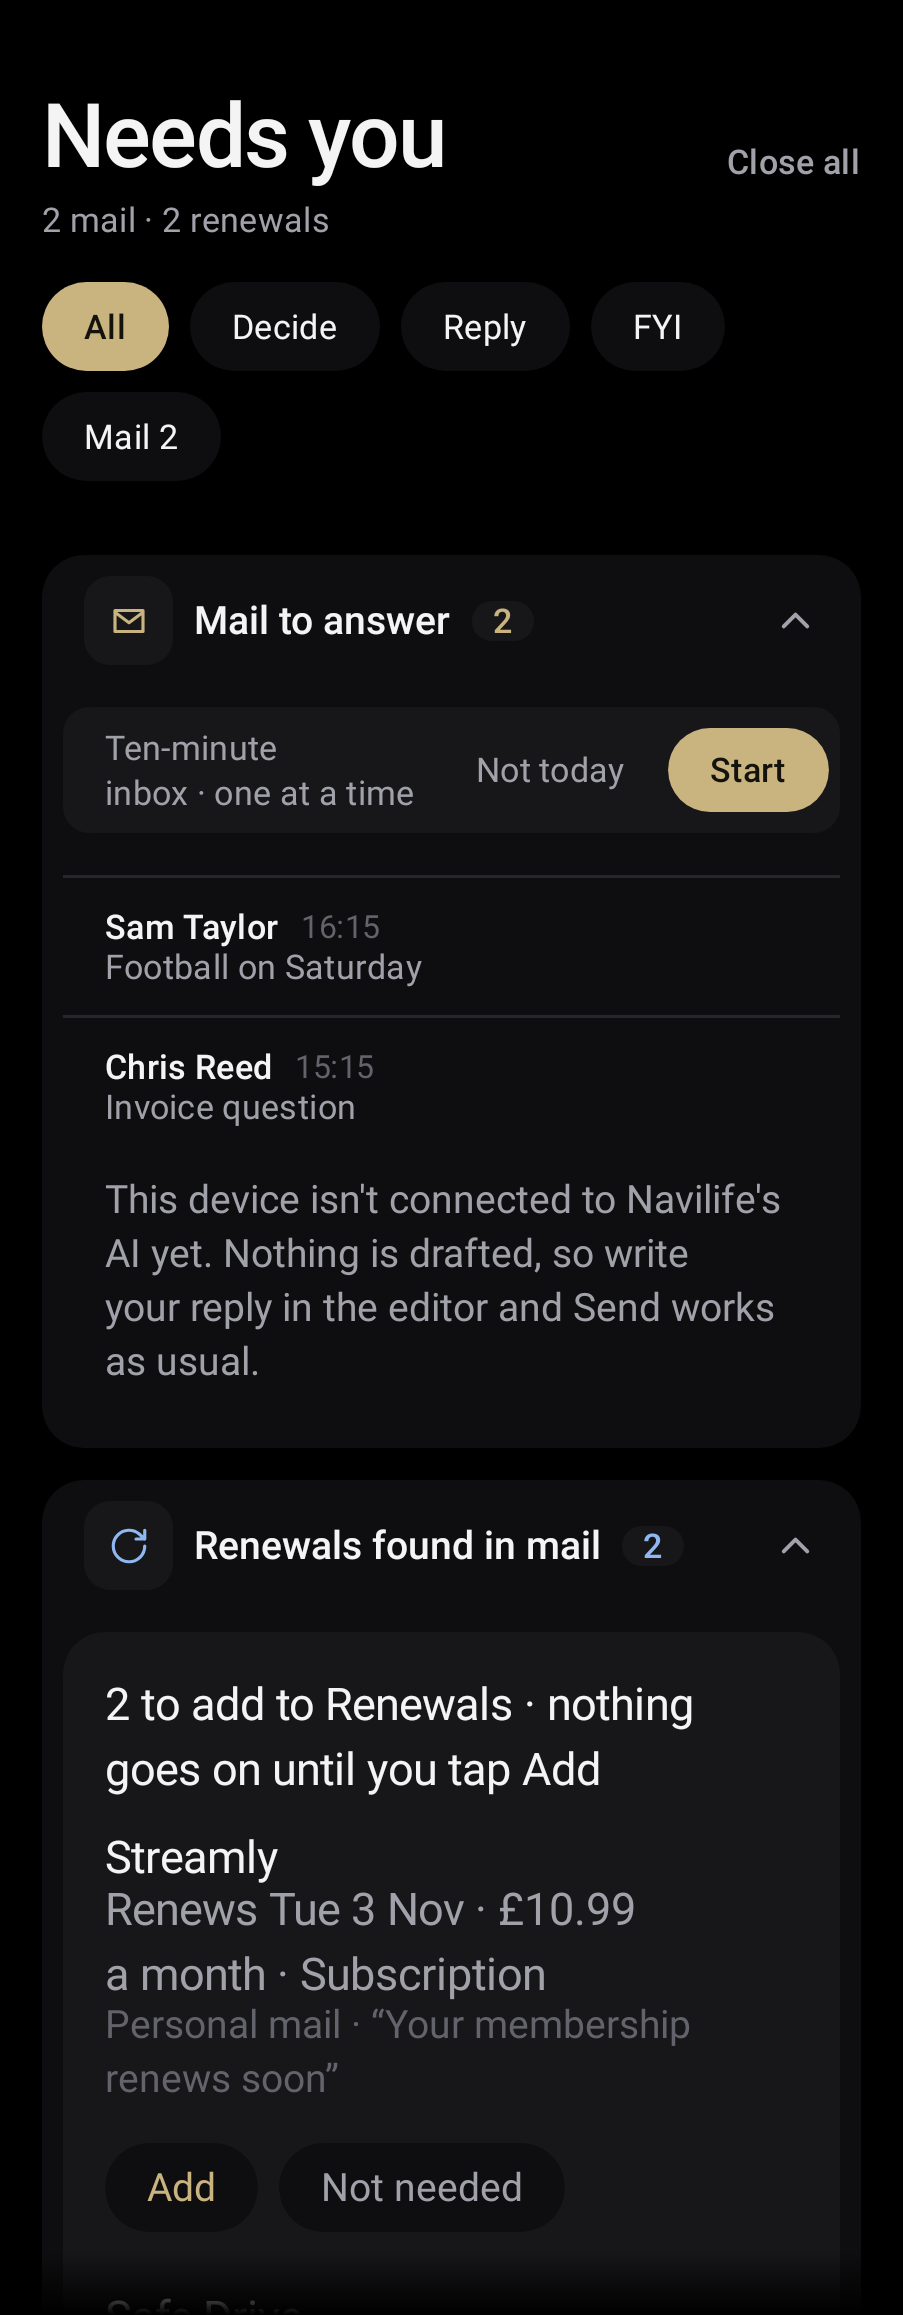 Needs you
Close all
2 mail · 2 renewals
All
Decide
Reply
FYI
Mail 2
Mail to answer
2
Ten-minute
inbox · one at a time
Not today
Start
Sam Taylor 16:15
Football on Saturday
Chris Reed 15:15
Invoice question
This device isn't connected to Navilife's
AI yet. Nothing is drafted, so write
your reply in the editor and Send works
as usual.
Renewals found in mail
2
2 to add to Renewals · nothing
goes on until you tap Add
Streamly
Renews Tue 3 Nov · £10.99
a month · Subscription
Personal mail · “Your membership
renews soon”
Add
Not needed